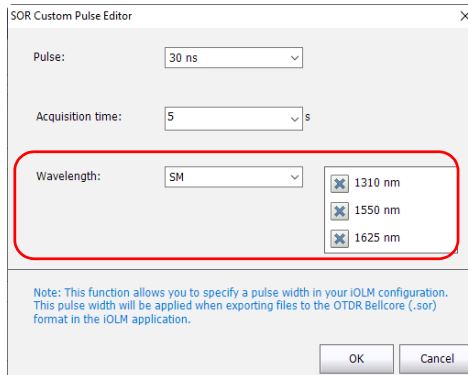 SOR Custom Pulse Editor
Pulse: 30 ns
Acquisition time: 5 s
Wavelength: SM
1310 nm
1550 nm
1625 nm
Note: This function allows you to specify a pulse width in your iOLM configuration.
This pulse width will be applied when exporting files to the OTDR Bellcore (.sor)
format in the iOLM application.
OK Cancel